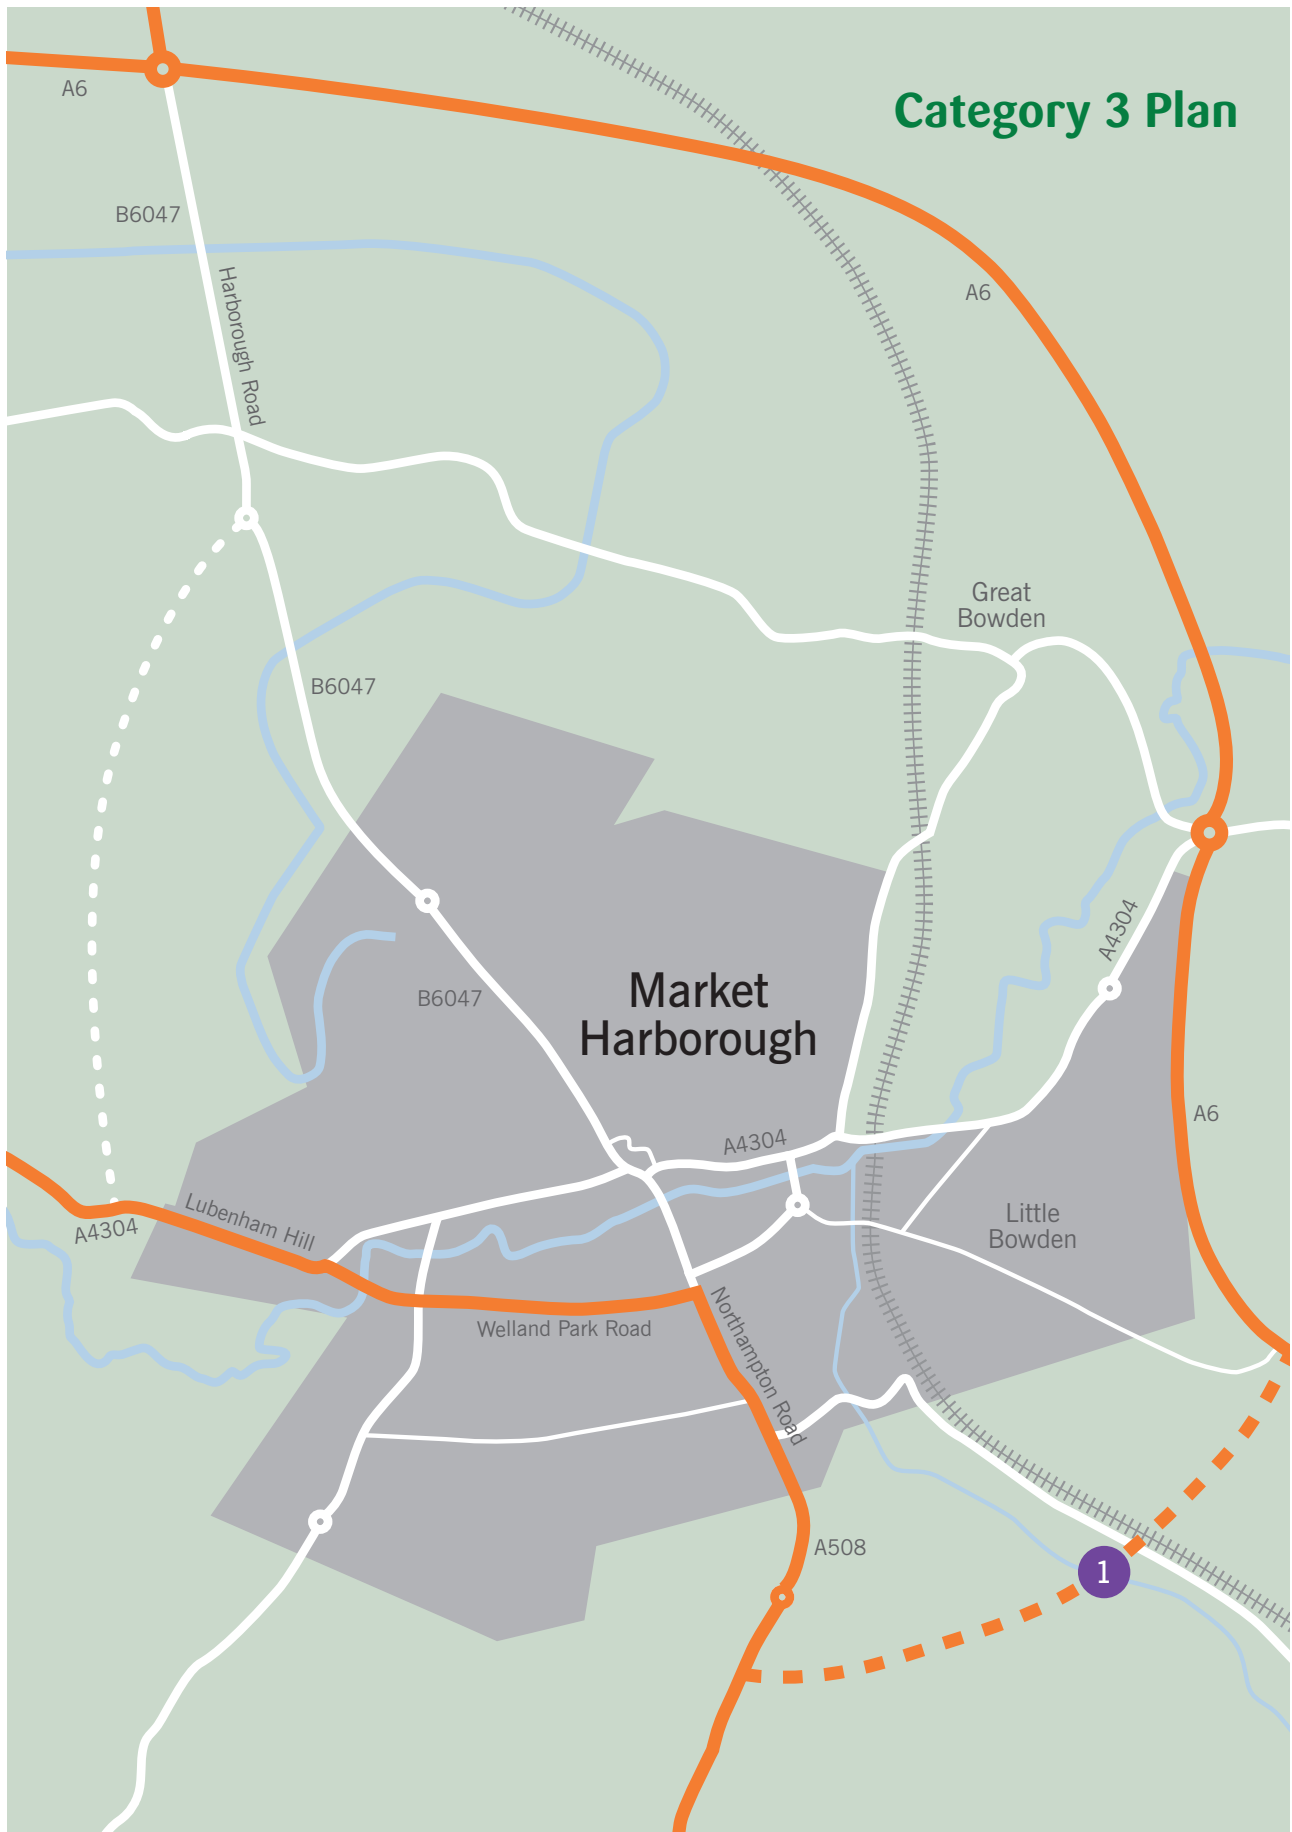 A6
Category 3 Plan
B6047
Harborough Road
A6
Great
Bowden
B6047
A4304
Market
Harborough
B6047
A6
A4304
Lubenham Hill
A4304
Little
Bowden
Welland Park Road
Northampton Road
A508
1